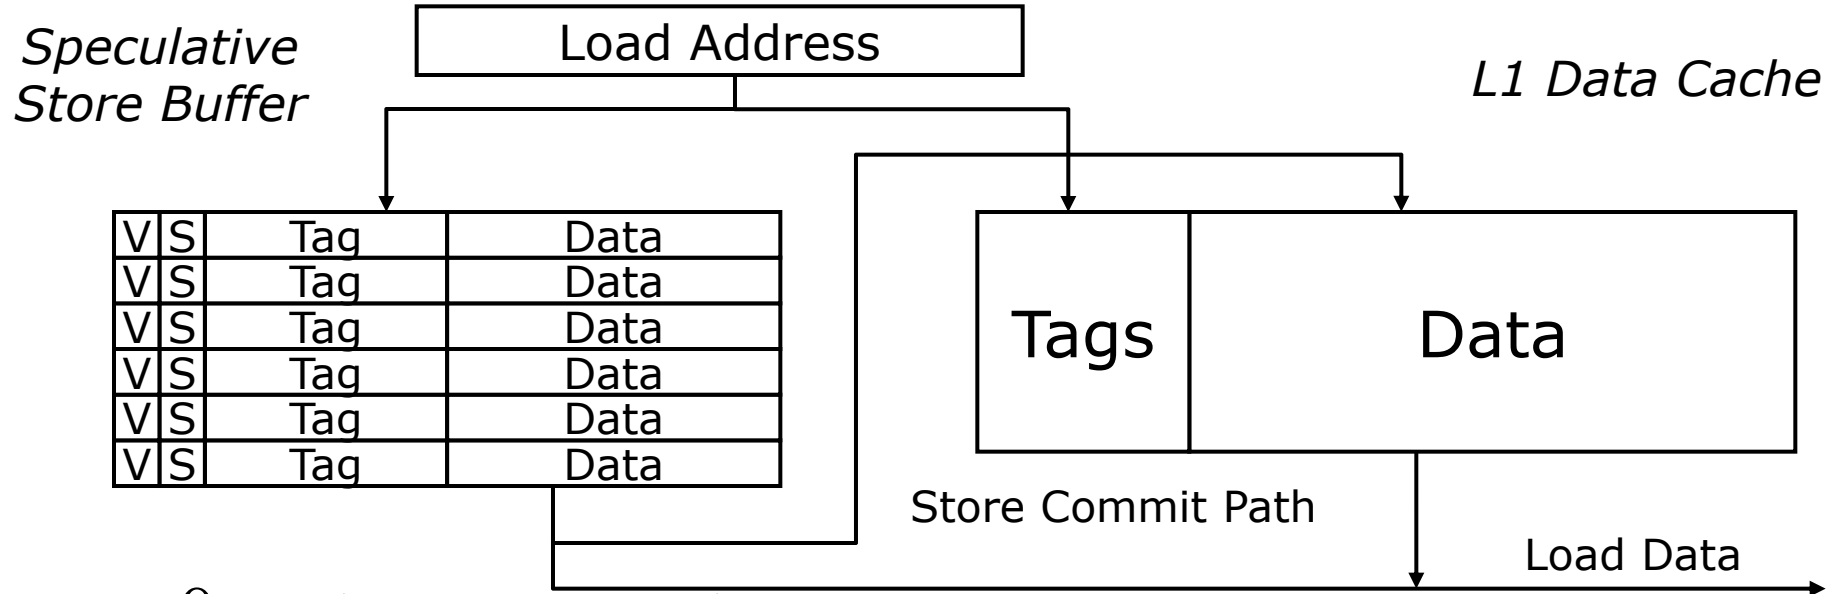 Speculative
Store Buffer
Load Address
L1 Data Cache
V S Tag Data
V S Tag Data
V S Tag Data
V S Tag Data
V S Tag Data
V S Tag Data
Tags Data
Store Commit Path
Load Data